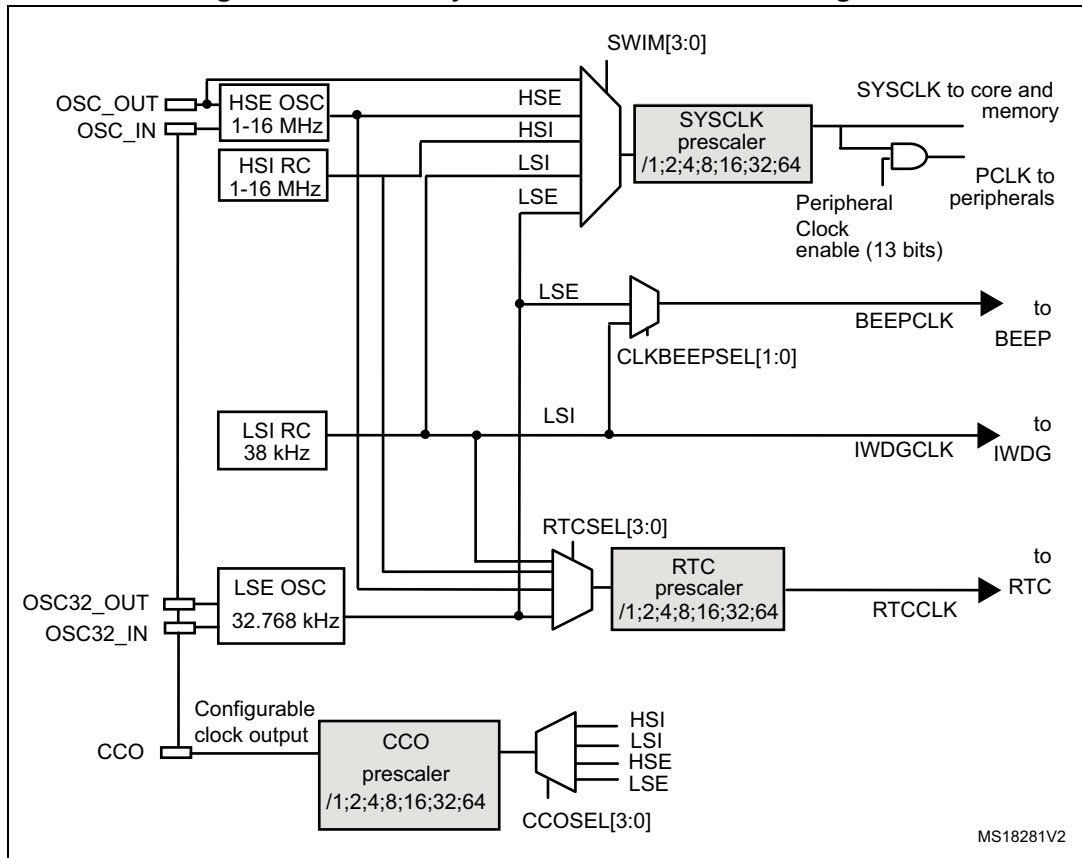 SWIM[3:0]
OSC_OUT
OSC_IN
HSE OSC
1-16 MHz
HSI RC
1-16 MHz
HSE
HSI
LSI
LSE
SYSCLK
prescaler
/1;2;4;8;16;32;64
SYSCLK to core and
memory
PCLK to
peripherals
Peripheral
Clock
enable (13 bits)
LSE
BEEPCLK
to
BEEP
CLKBEEPSEL[1:0]
LSI RC
38 kHz
LSI
IWDGCLK
to
IWDG
RTCSEL[3:0]
OSC32_OUT
OSC32_IN
LSE OSC
32.768 kHz
RTC
prescaler
/1;2;4;8;16;32;64
RTCCLK
to
RTC
Configurable
clock output
CCO
CCO
prescaler
/1;2;4;8;16;32;64
HSI
LSI
HSE
LSE
CCOSEL[3:0]
MS18281V2